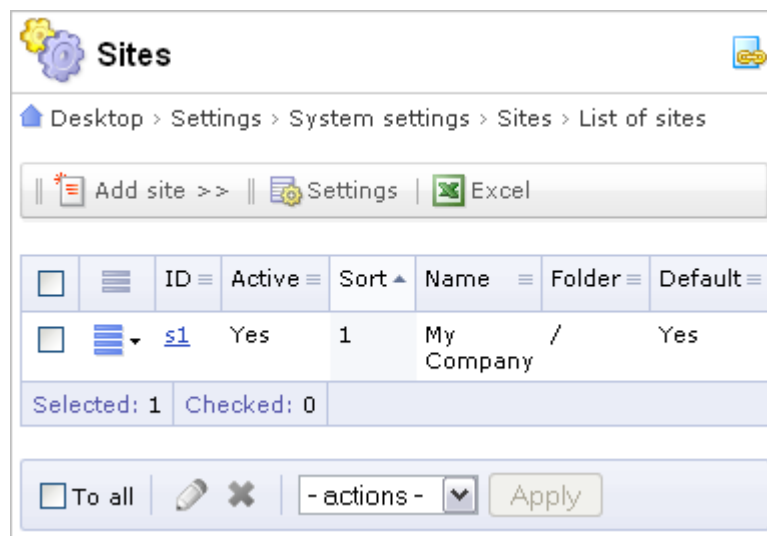 Sites
Desktop > Settings > System settings > Sites > List of sites
Add site >> Settings Excel
ID Active Sort Name Folder Default
s1 Yes 1 My Company / Yes
Selected: 1 Checked: 0
To all - actions - Apply